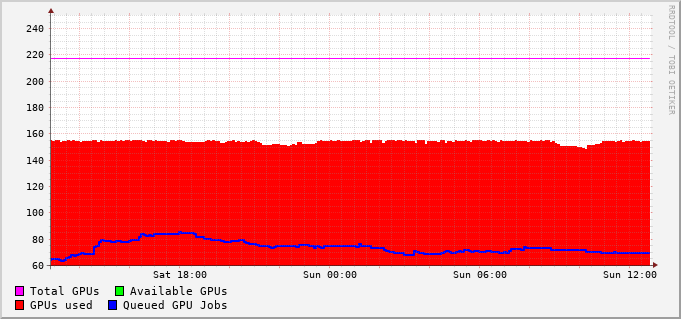 RRDTOOL / TOBI OETIKER
240
220
200
180
160
140
120
100
80
60
Sat 18:00 Sun 00:00 Sun 06:00 Sun 12:00
Total GPUs Available GPUs
GPUs used Queued GPU Jobs